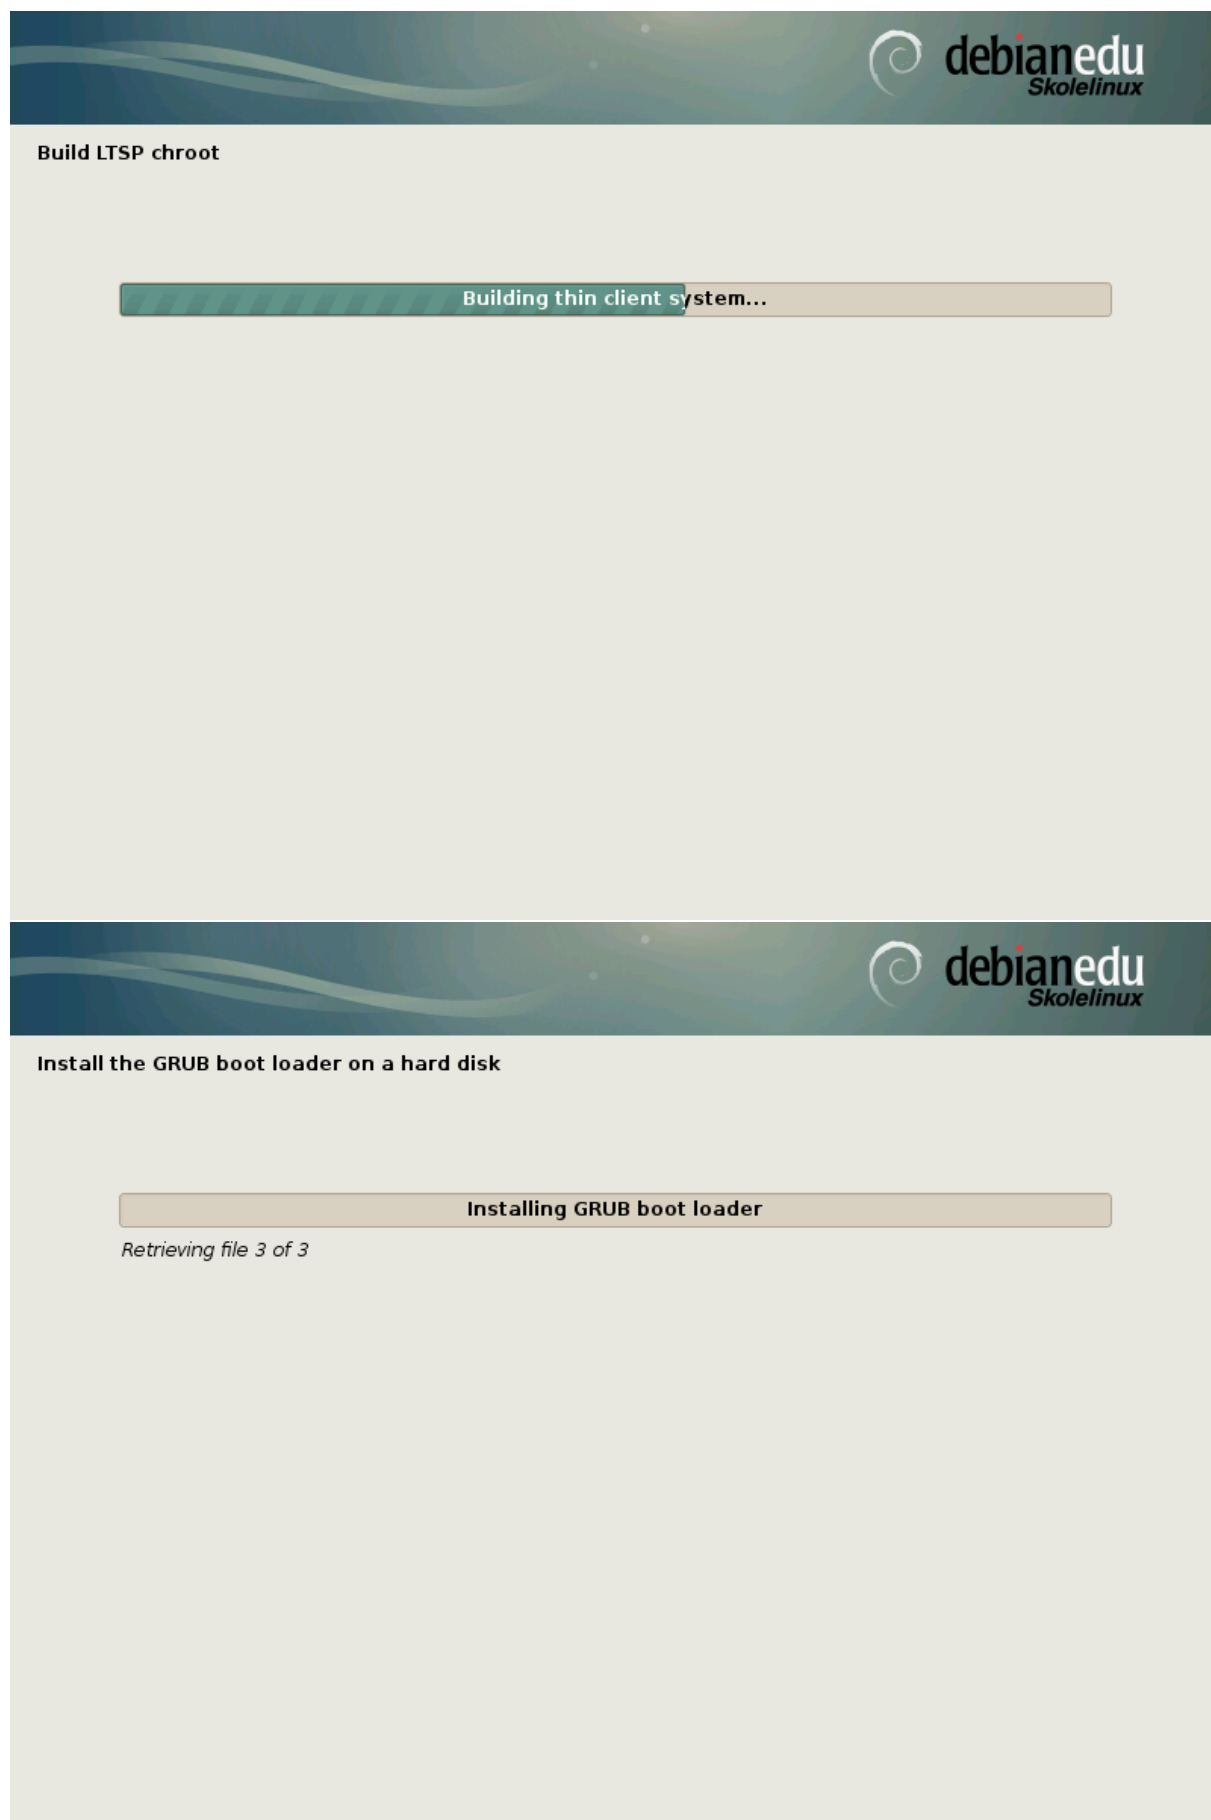 debianedu
Skolelinux
Build LTSP chroot
Building thin client system...
debianedu
Skolelinux
Install the GRUB boot loader on a hard disk
Installing GRUB boot loader
Retrieving file 3 of 3